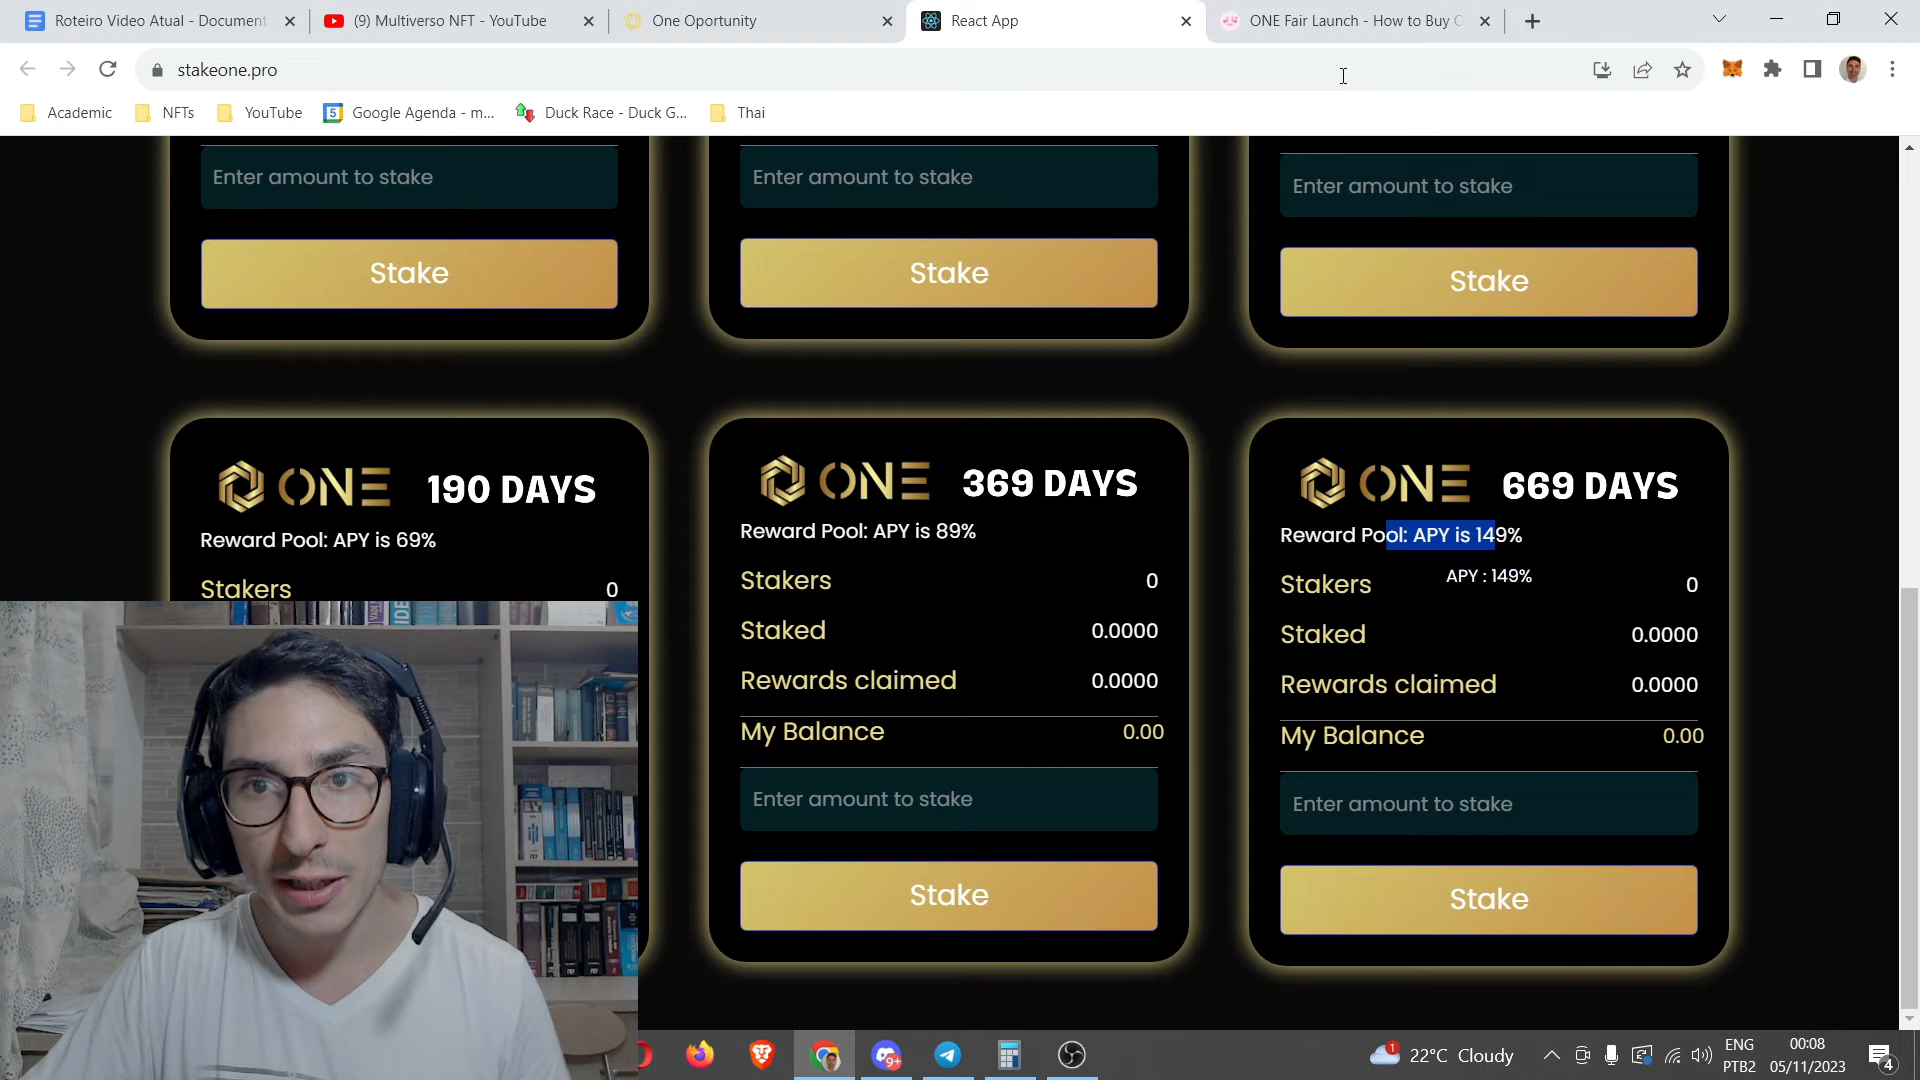 Roteiro Video Atual - Document
(9) Multiverso NFT - YouTube
One Oportunity
React App
ONE Fair Launch - How to Buy O
stakeone.pro
Academic
NFTs
YouTube
5
Google Agenda - m...
Duck Race - Duck G...
Thai
Enter amount to stake
Enter amount to stake
Enter amount to stake
Stake
Stake
Stake
ONE 190 DAYS
Reward Pool: APY is 69%
Stakers 0
ONE 369 DAYS
Reward Pool: APY is 89%
Stakers 0
Staked 0.0000
Rewards claimed 0.0000
My Balance 0.00
Enter amount to stake
Stake
ONE 669 DAYS
Reward Pool: APY is 149%
APY : 149%
Stakers 0
Staked 0.0000
Rewards claimed 0.0000
My Balance 0.00
Enter amount to stake
Stake
9+
1
22°C Cloudy
ENG
PTB2
00:08
05/11/2023
4